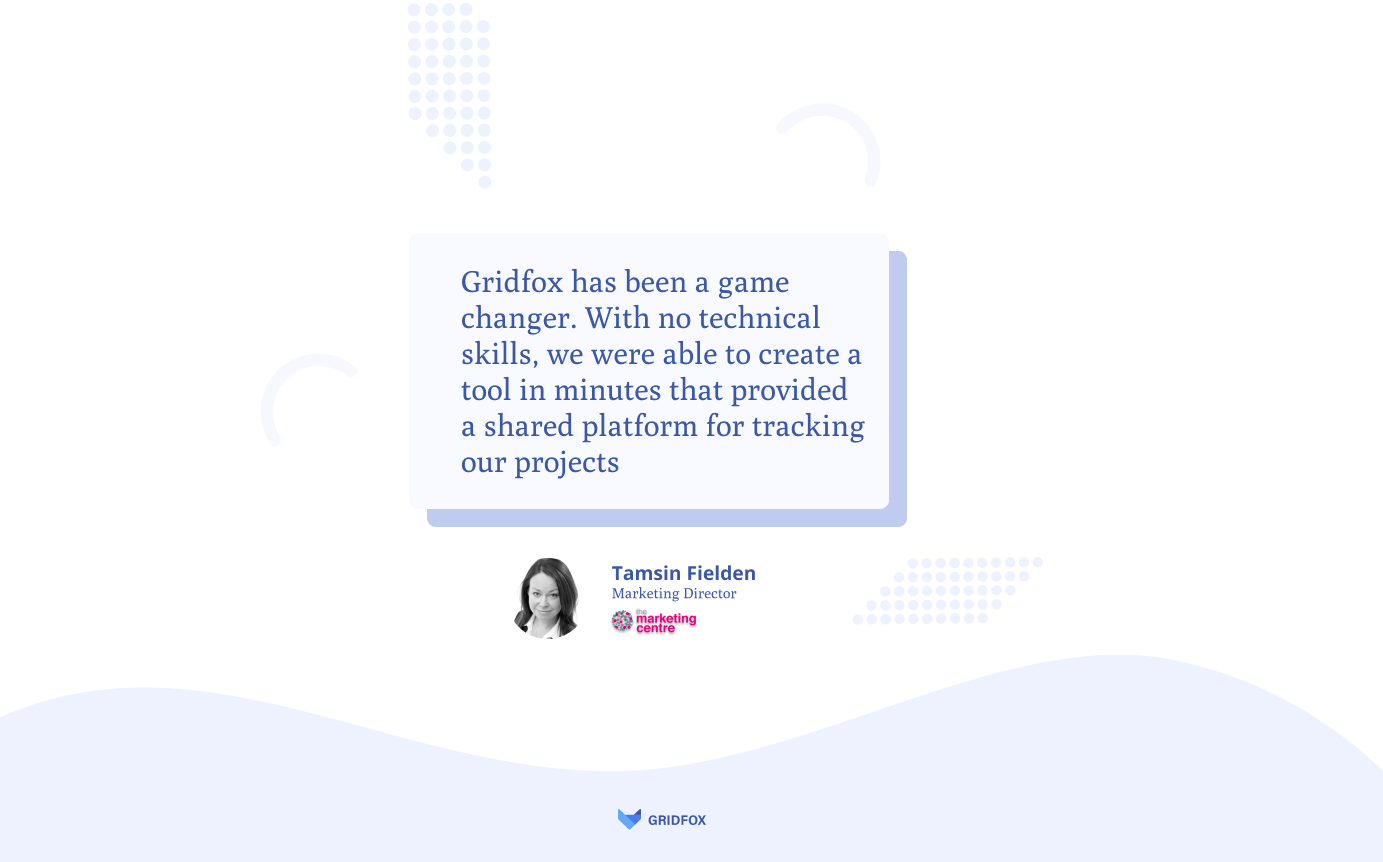 Gridfox has been a game
changer. With no technical
skills, we were able to create a
tool in minutes that provided
a shared platform for tracking
our projects
Tamsin Fielden
Marketing Director
the
marketing
centre
GRIDFOX